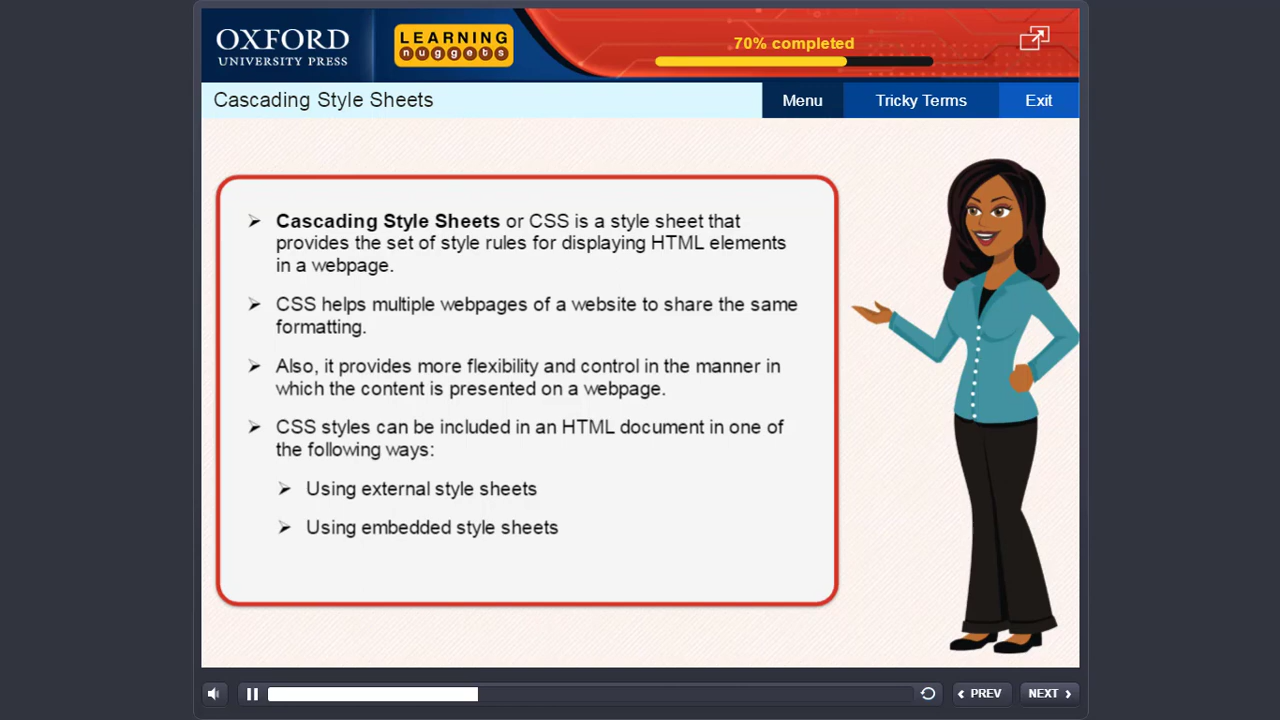 OXFORD
UNIVERSITY PRESS
LEARNING
nuggets
70% completed
Cascading Style Sheets
Menu
Tricky Terms
Exit
Cascading Style Sheets or CSS is a style sheet that
provides the set of style rules for displaying HTML elements
in a webpage.
CSS helps multiple webpages of a website to share the same
formatting.
Also, it provides more flexibility and control in the manner in
which the content is presented on a webpage.
CSS styles can be included in an HTML document in one of
the following ways:
Using external style sheets
Using embedded style sheets
PREV
NEXT